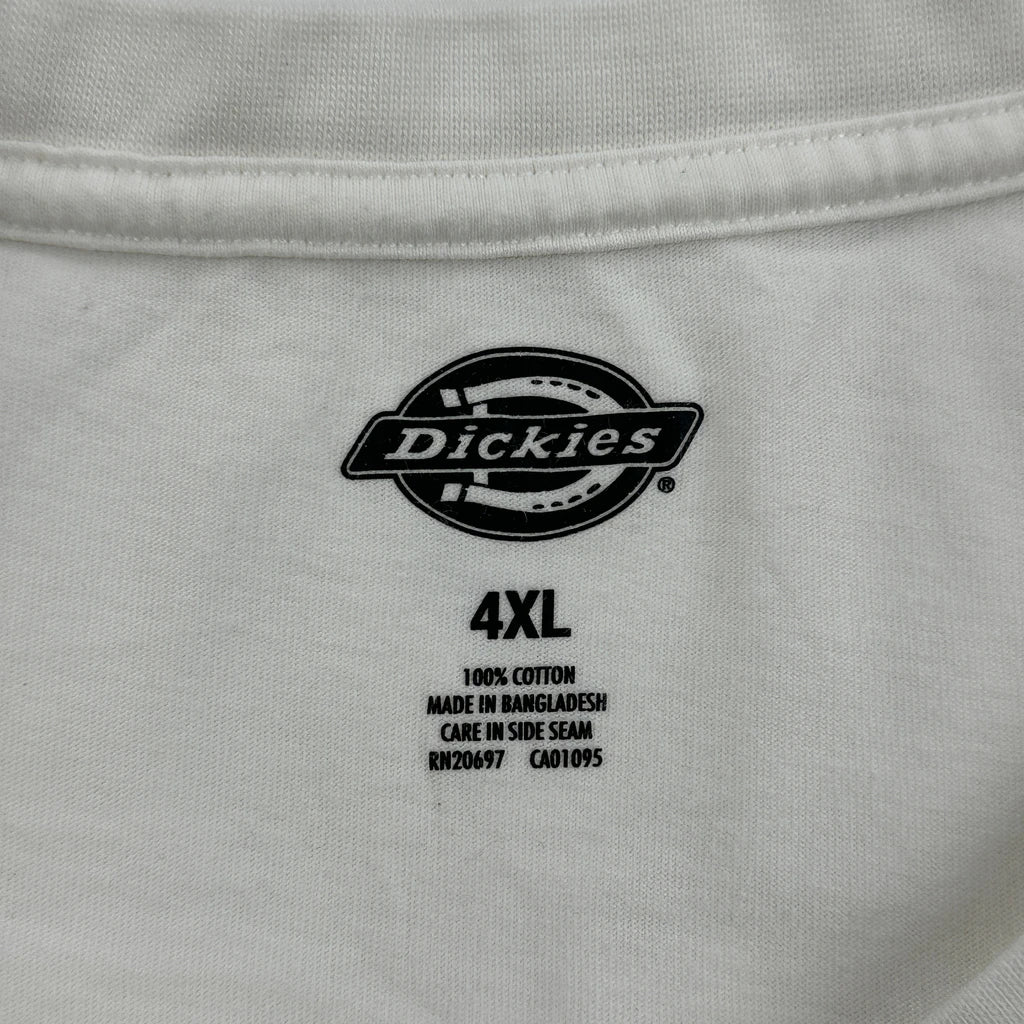 Dickies®
4XL
100% COTTON
MADE IN BANGLADESH
CARE IN SIDE SEAM
RN20697 CA01095